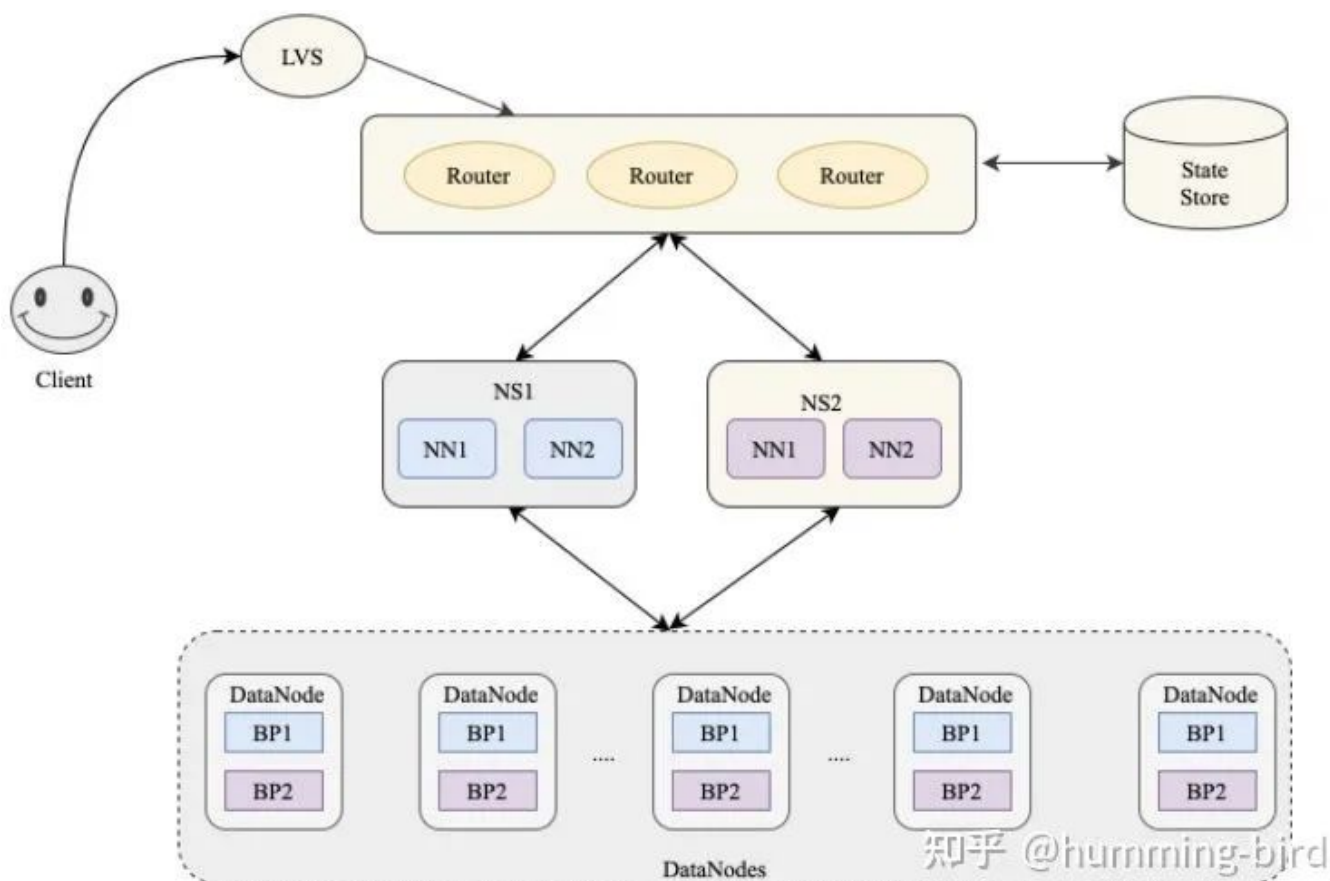 LVS
Router
Router
Router
State
Store
Client
NS1
NN1
NN2
NS2
NN1
NN2
DataNode
BP1
BP2
DataNode
BP1
BP2
....
DataNode
BP1
BP2
....
DataNode
BP1
BP2
DataNode
BP1
BP2
DataNodes
知乎 @humming-bird